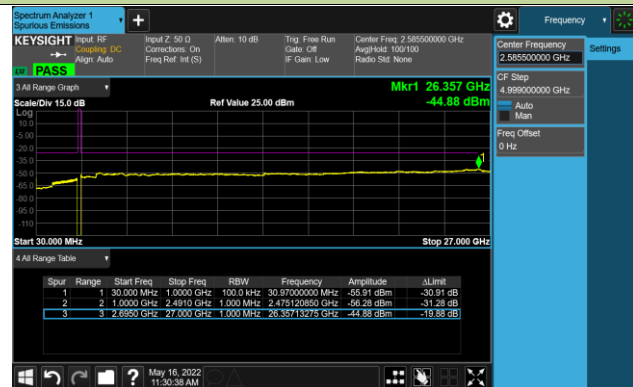 Spectrum Analyzer 1
Spurious Emissions
Frequency
KEYSIGHT
Input: RF
Coupling: DC
Align: Auto
Input Z: 50 Ω
Corrections: On
Freq Ref: Int (S)
Atten: 10 dB
Trig: Free Run
Gate: Off
IF Gain: Low
Center Freq: 2.585500000 GHz
Avg|Hold: 100/100
Radio Std: None
PASS
Center Frequency
2.585500000 GHz
Settings
CF Step
4.999000000 GHz
Auto
Man
Freq Offset
0 Hz
3 All Range Graph
Mkr1 26.357 GHz
Scale/Div 15.0 dB
Ref Value 25.00 dBm
-44.88 dBm
Log
10.0
-5.00
-20.0
-35.0
-50.0
-65.0
-80.0
-95.0
-110
1
Start 30.000 MHz
Stop 27.000 GHz
4 All Range Table
Spur Range Start Freq Stop Freq RBW Frequency Amplitude ΔLimit
1 1 30.000 MHz 1.0000 GHz 100.0 kHz 30.97000000 MHz -55.91 dBm -30.91 dB
2 2 1.0000 GHz 2.4910 GHz 1.000 MHz 2.475120850 GHz -56.28 dBm -31.28 dB
3 3 2.6950 GHz 27.000 GHz 1.000 MHz 26.35713275 GHz -44.88 dBm -19.88 dB
?
May 16, 2022
11:30:38 AM